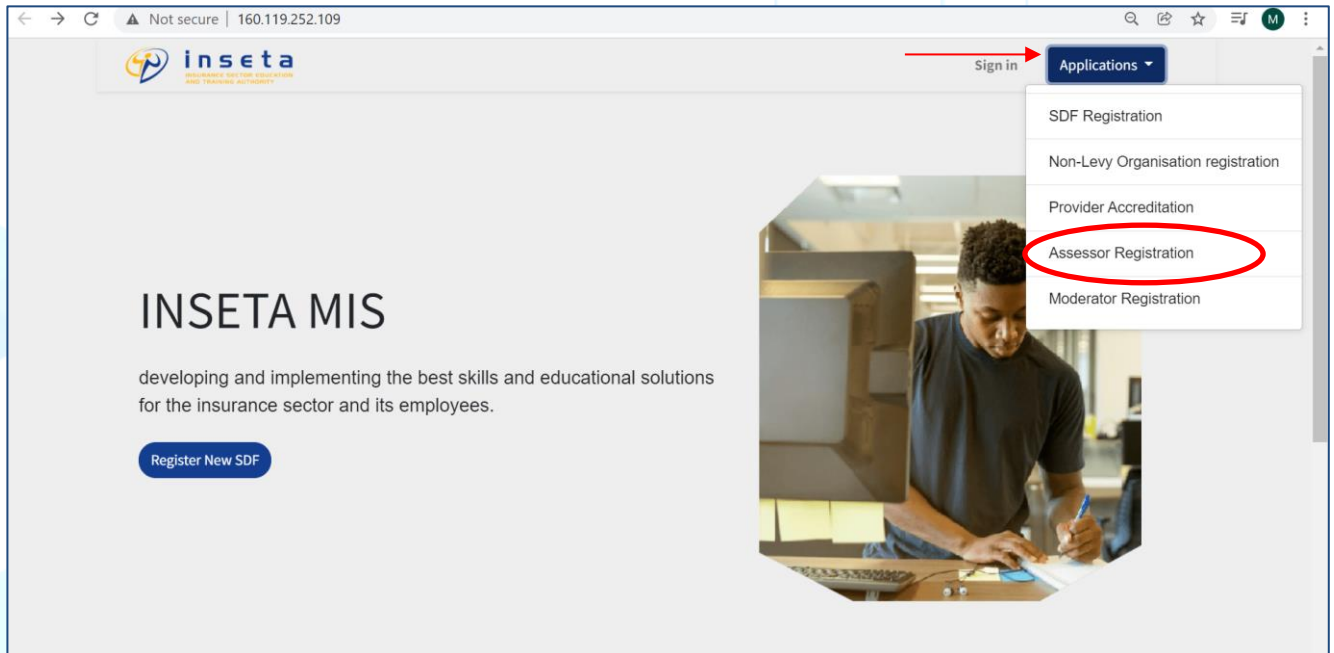 Not secure | 160.119.252.109
M
inseta
INSURANCE SECTOR EDUCATION
AND TRAINING AUTHORITY
Sign in
Applications
SDF Registration
Non-Levy Organisation registration
Provider Accreditation
Assessor Registration
Moderator Registration
INSETA MIS
developing and implementing the best skills and educational solutions
for the insurance sector and its employees.
Register New SDF